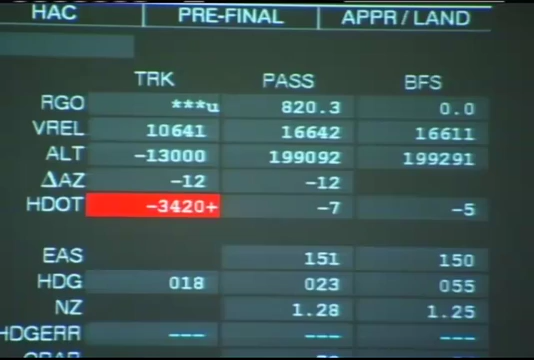 HAC PRE-FINAL APPR / LAND
TRK PASS BFS
RGO ***u 820.3 0.0
VREL 10641 16642 16611
ALT -13000 199092 199291
ΔAZ -12 -12
HDOT -3420+ -7 -5
EAS 151 150
HDG 018 023 055
NZ 1.28 1.25
HDGERR --- --- ---